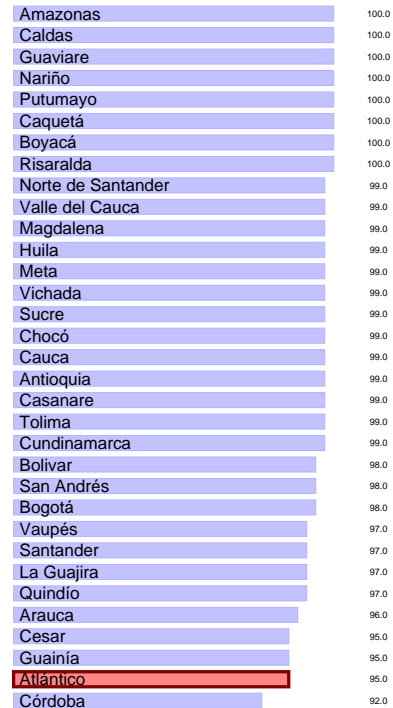 Amazonas 100.0
Caldas 100.0
Guaviare 100.0
Nariño 100.0
Putumayo 100.0
Caquetá 100.0
Boyacá 100.0
Risaralda 100.0
Norte de Santander 99.0
Valle del Cauca 99.0
Magdalena 99.0
Huila 99.0
Meta 99.0
Vichada 99.0
Sucre 99.0
Chocó 99.0
Cauca 99.0
Antioquia 99.0
Casanare 99.0
Tolima 99.0
Cundinamarca 99.0
Bolivar 98.0
San Andrés 98.0
Bogotá 98.0
Vaupés 97.0
Santander 97.0
La Guajira 97.0
Quindío 97.0
Arauca 96.0
Cesar 95.0
Guainía 95.0
Atlántico 95.0
Córdoba 92.0